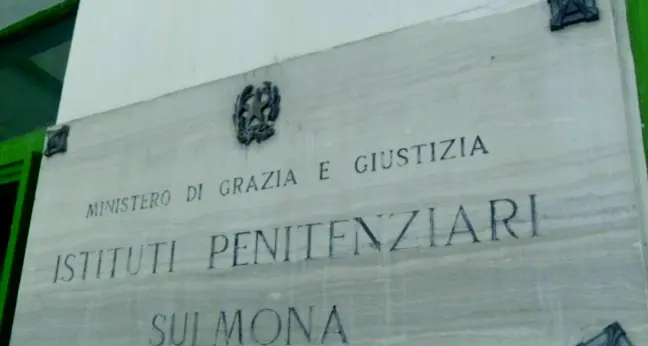 MINISTERO DI GRAZIA E GIUSTIZIA
ISTITUTI PENITENZIARI
SULMONA